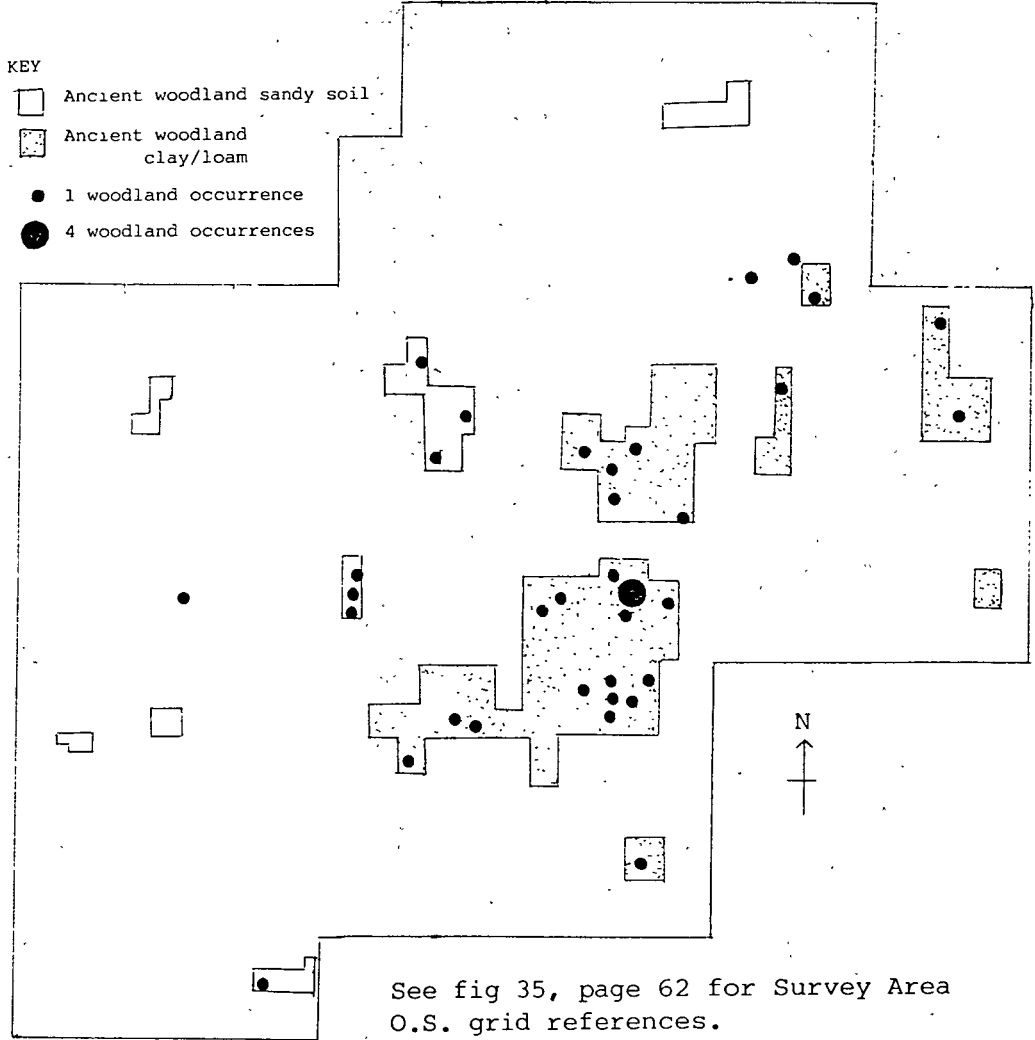 KEY
Ancient woodland sandy soil
Ancient woodland
clay/loam
1 woodland occurrence
4 woodland occurrences
N
See fig 35, page 62 for Survey Area
O.S. grid references.